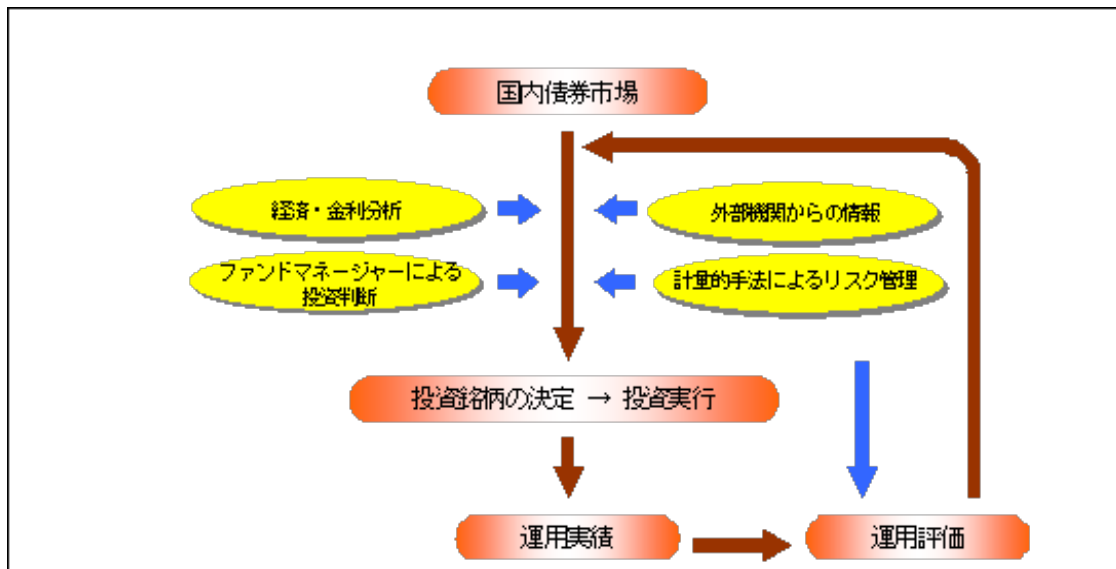 国内債券市場
経済・金利分析
外部機関からの情報
ファンドマネージャーによる
投資判断
計量的手法によるリスク管理
投資銘柄の決定 → 投資実行
運用実績
運用評価